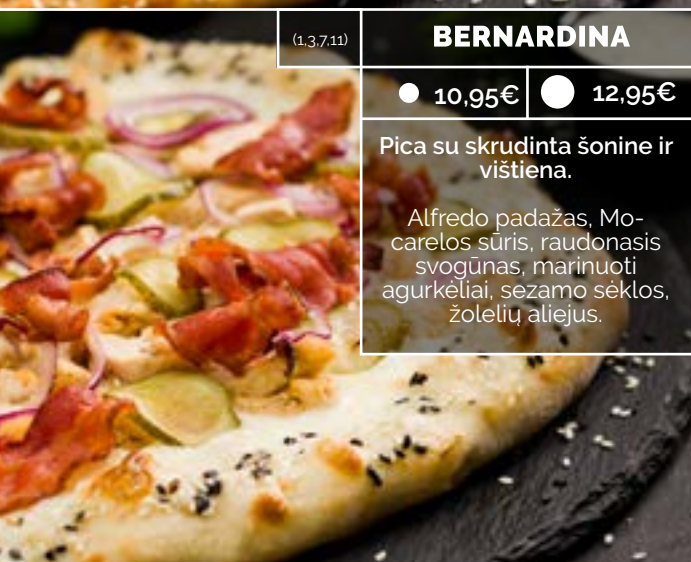 (1,3,7,11)
BERNARDINA
10,95€
12,95€
Pica su skrudinta šonine ir
vištiena.
Alfredo padažas, Mo-
carelos sūris, raudonasis
svogūnas, marinuoti
agurkėliai, sezamo sėklos,
žolelių aliejus.